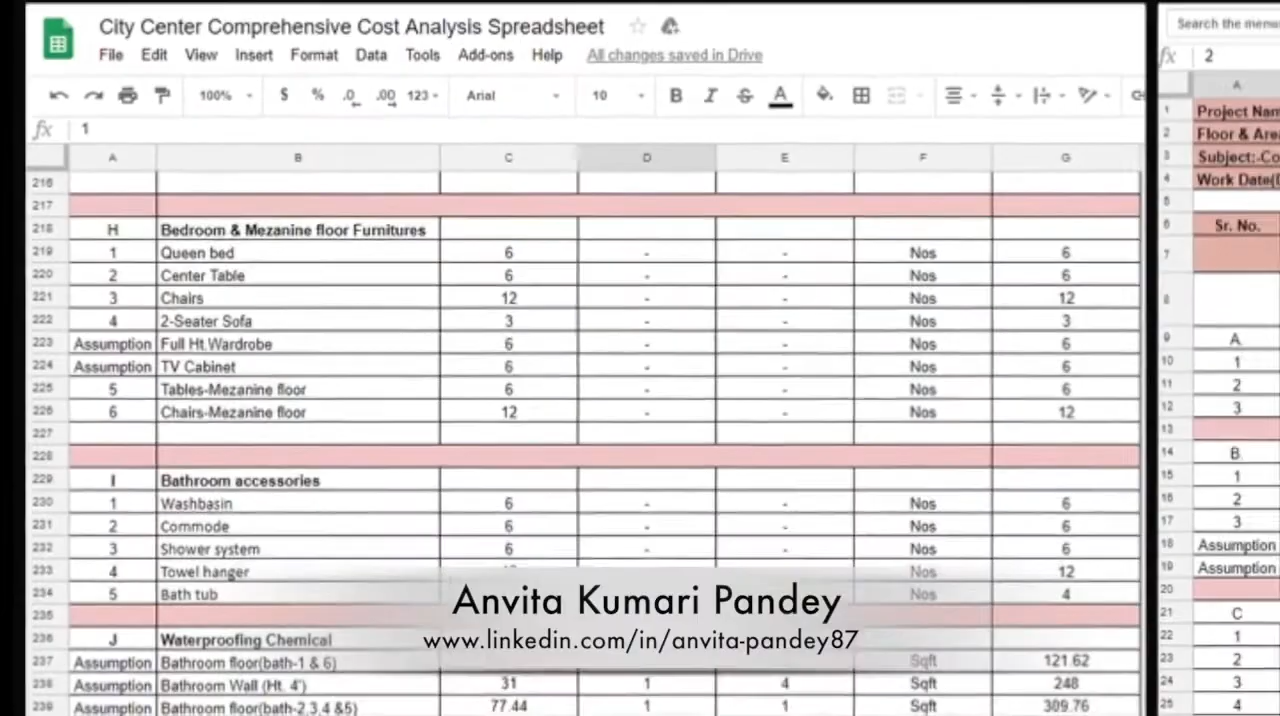 City Center Comprehensive Cost Analysis Spreadsheet
File Edit View Insert Format Data Tools Add-ons Help All changes saved in Drive
100% $ % .0 .00 123 Arial 10 B I S A
fx 1
A B C D E F G
216
217
218 H Bedroom & Mezanine floor Furnitures
219 1 Queen bed 6 - - Nos 6
220 2 Center Table 6 - - Nos 6
221 3 Chairs 12 - - Nos 12
222 4 2-Seater Sofa 3 - - Nos 3
223 Assumption Full Ht.Wardrobe 6 - - Nos 6
224 Assumption TV Cabinet 6 - - Nos 6
225 5 Tables-Mezanine floor 6 - - Nos 6
226 6 Chairs-Mezanine floor 12 - - Nos 12
227
228
229 I Bathroom accessories
230 1 Washbasin 6 - - Nos 6
231 2 Commode 6 - - Nos 6
232 3 Shower system 6 - - Nos 6
233 4 Towel hanger Nos 12
234 5 Bath tub Nos 4
235
236 J Waterproofing Chemical
237 Assumption Bathroom floor(bath-1 & 6) Sqft 121.62
238 Assumption Bathroom Wall (Ht. 4') 31 1 4 Sqft 248
239 Assumption Bathroom floor(bath-2,3,4 &5) 77.44 1 1 Sqft 309.76
Anvita Kumari Pandey
www.linkedin.com/in/anvita-pandey87
Search the menu
fx 2
A
1 Project Nam
2 Floor & Are
3 Subject:-Co
4 Work Date(
5
6 Sr. No.
7
8
9 A
10 1
11 2
12 3
13
14 B
15 1
16 2
17 3
18 Assumption
19 Assumption
20
21 C
22 1
23 2
24 3
25 4